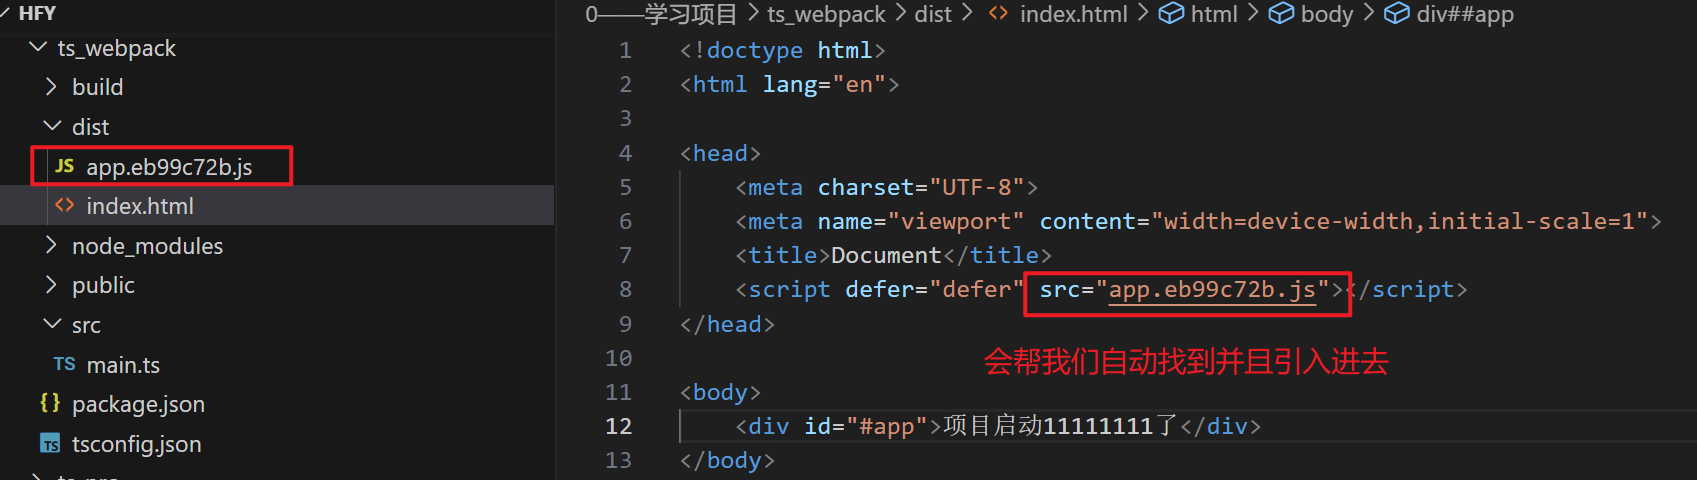 HFY
ts_webpack
build
dist
JS app.eb99c72b.js
<> index.html
node_modules
public
src
TS main.ts
{} package.json
TS tsconfig.json
0——学习项目 > ts_webpack > dist > <> index.html > html > body > div##app
1 <!doctype html>
2 <html lang="en">
3
4 <head>
5 <meta charset="UTF-8">
6 <meta name="viewport" content="width=device-width,initial-scale=1">
7 <title>Document</title>
8 <script defer="defer" src="app.eb99c72b.js"></script>
9 </head>
10
会帮我们自动找到并且引入进去
11 <body>
12 <div id="#app">项目启动11111111了</div>
13 </body>